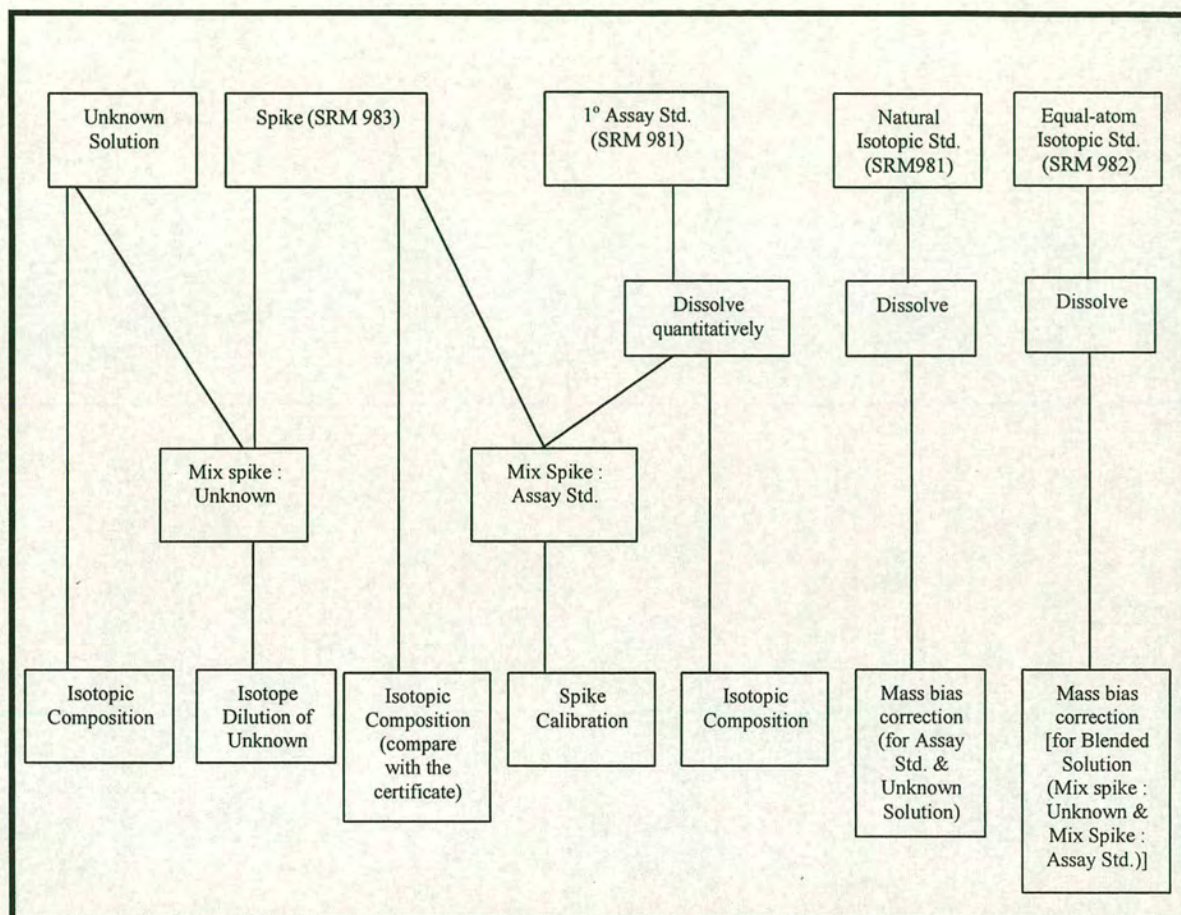 Unknown
Solution
Spike (SRM 983)
1° Assay Std.
(SRM 981)
Natural
Isotopic Std.
(SRM981)
Equal-atom
Isotopic Std.
(SRM 982)
Dissolve
quantitatively
Dissolve
Dissolve
Mix spike :
Unknown
Mix Spike :
Assay Std.
Isotopic
Composition
Isotope
Dilution of
Unknown
Isotopic
Composition
(compare
with the
certificate)
Spike
Calibration
Isotopic
Composition
Mass bias
correction
(for Assay
Std. &
Unknown
Solution)
Mass bias
correction
[for Blended
Solution
(Mix spike :
Unknown &
Mix Spike :
Assay Std.)]